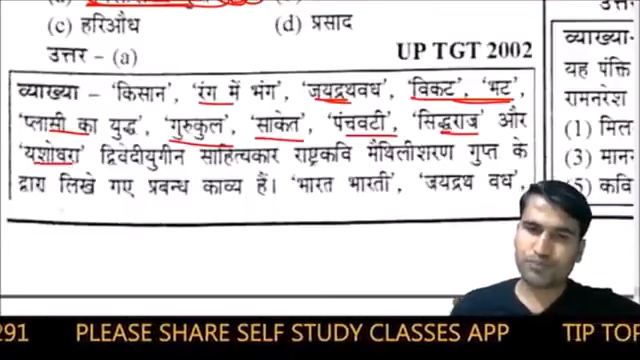 (c) हरिऔध (d) प्रसाद
उत्तर – (a)
UP TGT 2002
व्याख्या – 'किसान', 'रंग में भंग', 'जयद्रथवध', 'विकट', 'भट',
'प्लासी का युद्ध', 'गुरुकुल', 'साकेत', 'पंचवटी', 'सिद्धराज' और
'यशोधरा' द्विवेदीयुगीन साहित्यकार राष्ट्रकवि मैथिलीशरण गुप्त के
द्वारा लिखे गए प्रबन्ध काव्य हैं। 'भारत भारती', 'जयद्रथ वध',
व्याख्या-
यह पंक्ति
रामनरेश
(1) मिल
(3) मान
(5) कवि
291 PLEASE SHARE SELF STUDY CLASSES APP TIP TO